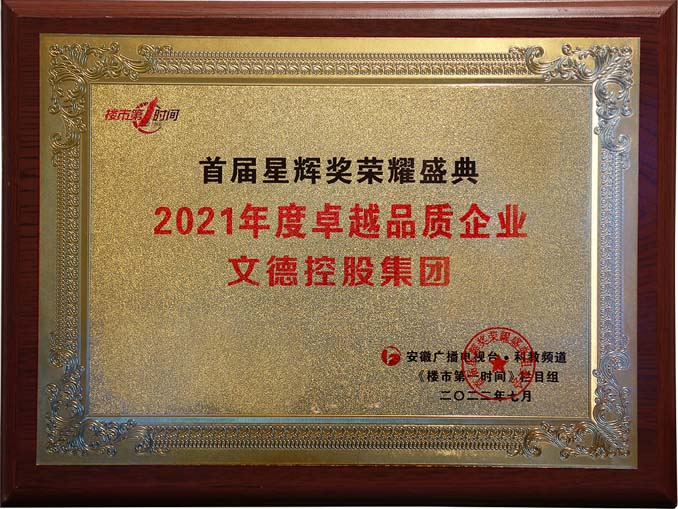 楼市第1时间
首届星辉奖荣耀盛典
2021年度卓越品质企业
文德控股集团
安徽广播电视台·科教频道
《楼市第一时间》栏目组
二〇二二年七月